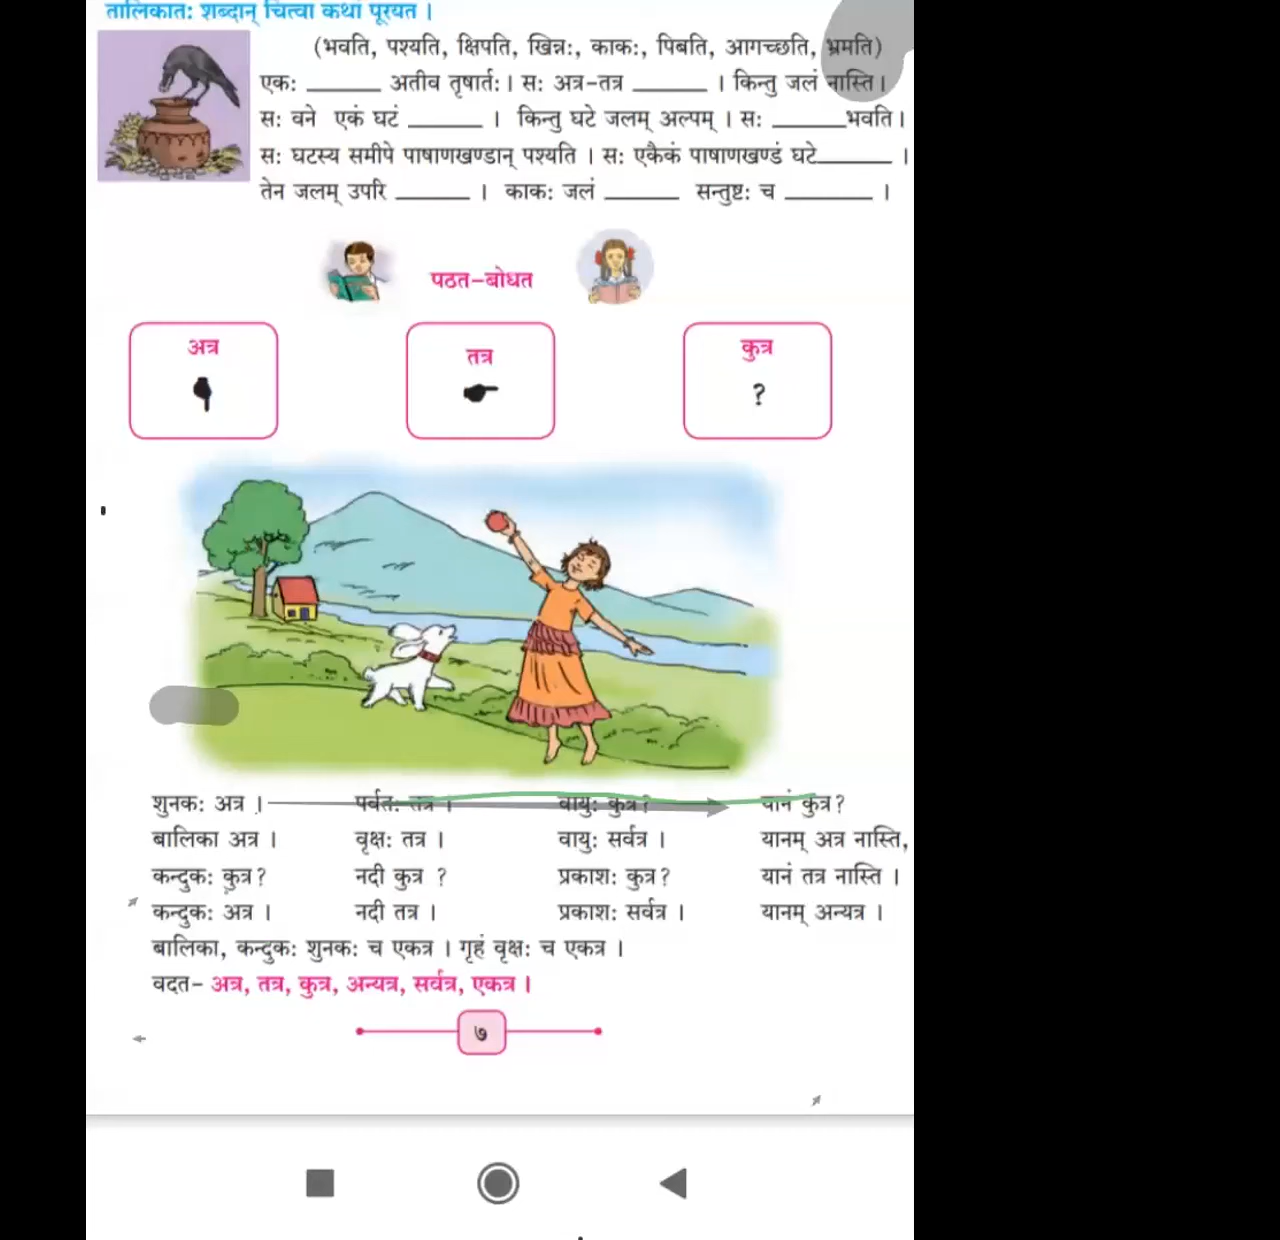 तालिकात: शब्दान् चित्वा कथां पूरयत ।
(भवति, पश्यति, क्षिपति, खिन्न:, काक:, पिबति, आगच्छति, भ्रमति)
एक: ______ अतीव तृषार्त: । स: अत्र-तत्र ______ । किन्तु जलं नास्ति ।
स: वने एकं घटं ______ । किन्तु घटे जलम् अल्पम् । स: ______भवति ।
स: घटस्य समीपे पाषाणखण्डान् पश्यति । स: एकैकं पाषाणखण्डं घटे______ ।
तेन जलम् उपरि ______ । काक: जलं ______ सन्तुष्ट: च ______ ।
पठत-बोधत
अत्र तत्र कुत्र
?
शुनक: अत्र । पर्वत: तत्र । वायु: कुत्र? यानं कुत्र?
बालिका अत्र । वृक्ष: तत्र । वायु: सर्वत्र । यानम् अत्र नास्ति,
कन्दुक: कुत्र? नदी कुत्र ? प्रकाश: कुत्र? यानं तत्र नास्ति ।
कन्दुक: अत्र । नदी तत्र । प्रकाश: सर्वत्र । यानम् अन्यत्र ।
बालिका, कन्दुक: शुनक: च एकत्र । गृहं वृक्ष: च एकत्र ।
वदत- अत्र, तत्र, कुत्र, अन्यत्र, सर्वत्र, एकत्र ।
७